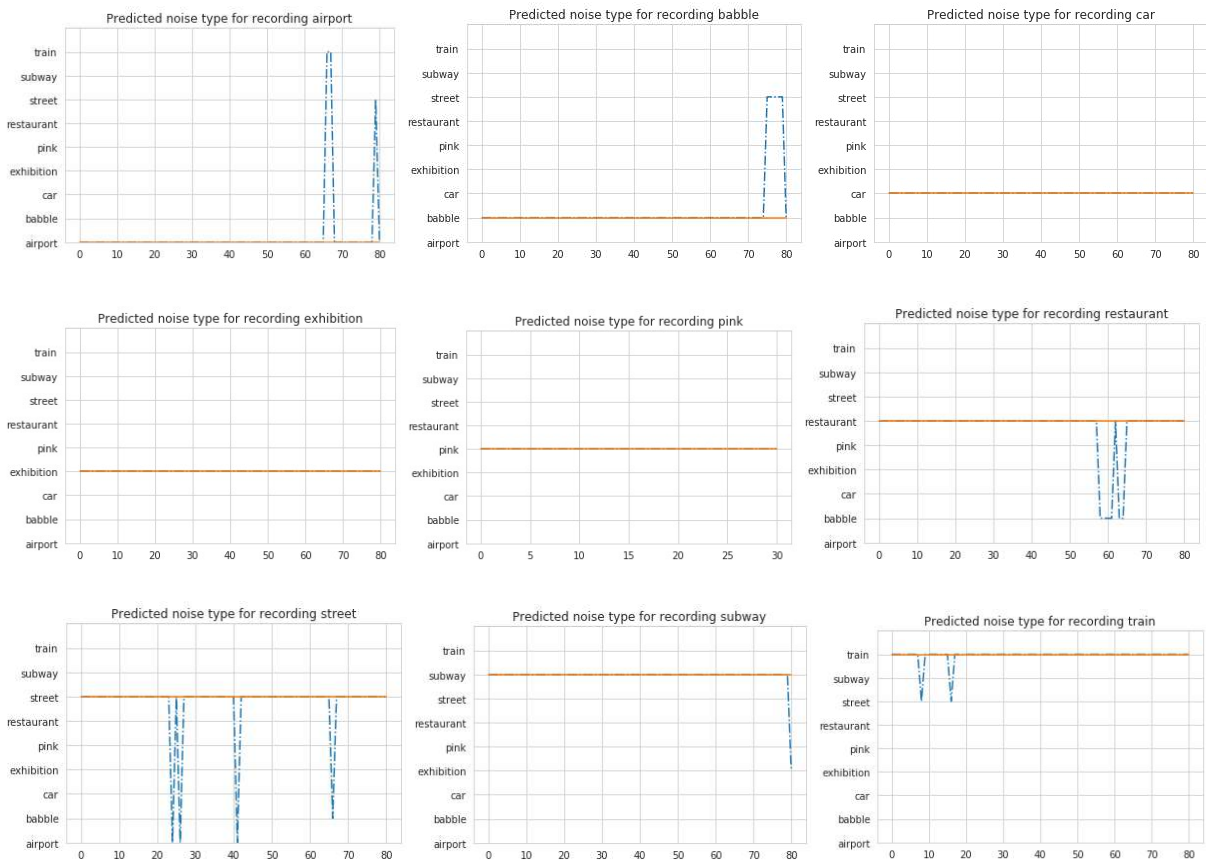 Predicted noise type for recording airport
train
subway
street
restaurant
pink
exhibition
car
babble
airport
0 10 20 30 40 50 60 70 80
Predicted noise type for recording babble
train
subway
street
restaurant
pink
exhibition
car
babble
airport
0 10 20 30 40 50 60 70 80
Predicted noise type for recording car
train
subway
street
restaurant
pink
exhibition
car
babble
airport
0 10 20 30 40 50 60 70 80
Predicted noise type for recording exhibition
train
subway
street
restaurant
pink
exhibition
car
babble
airport
0 10 20 30 40 50 60 70 80
Predicted noise type for recording pink
train
subway
street
restaurant
pink
exhibition
car
babble
airport
0 5 10 15 20 25 30
Predicted noise type for recording restaurant
train
subway
street
restaurant
pink
exhibition
car
babble
airport
0 10 20 30 40 50 60 70 80
Predicted noise type for recording street
train
subway
street
restaurant
pink
exhibition
car
babble
airport
0 10 20 30 40 50 60 70 80
Predicted noise type for recording subway
train
subway
street
restaurant
pink
exhibition
car
babble
airport
0 10 20 30 40 50 60 70 80
Predicted noise type for recording train
train
subway
street
restaurant
pink
exhibition
car
babble
airport
0 10 20 30 40 50 60 70 80